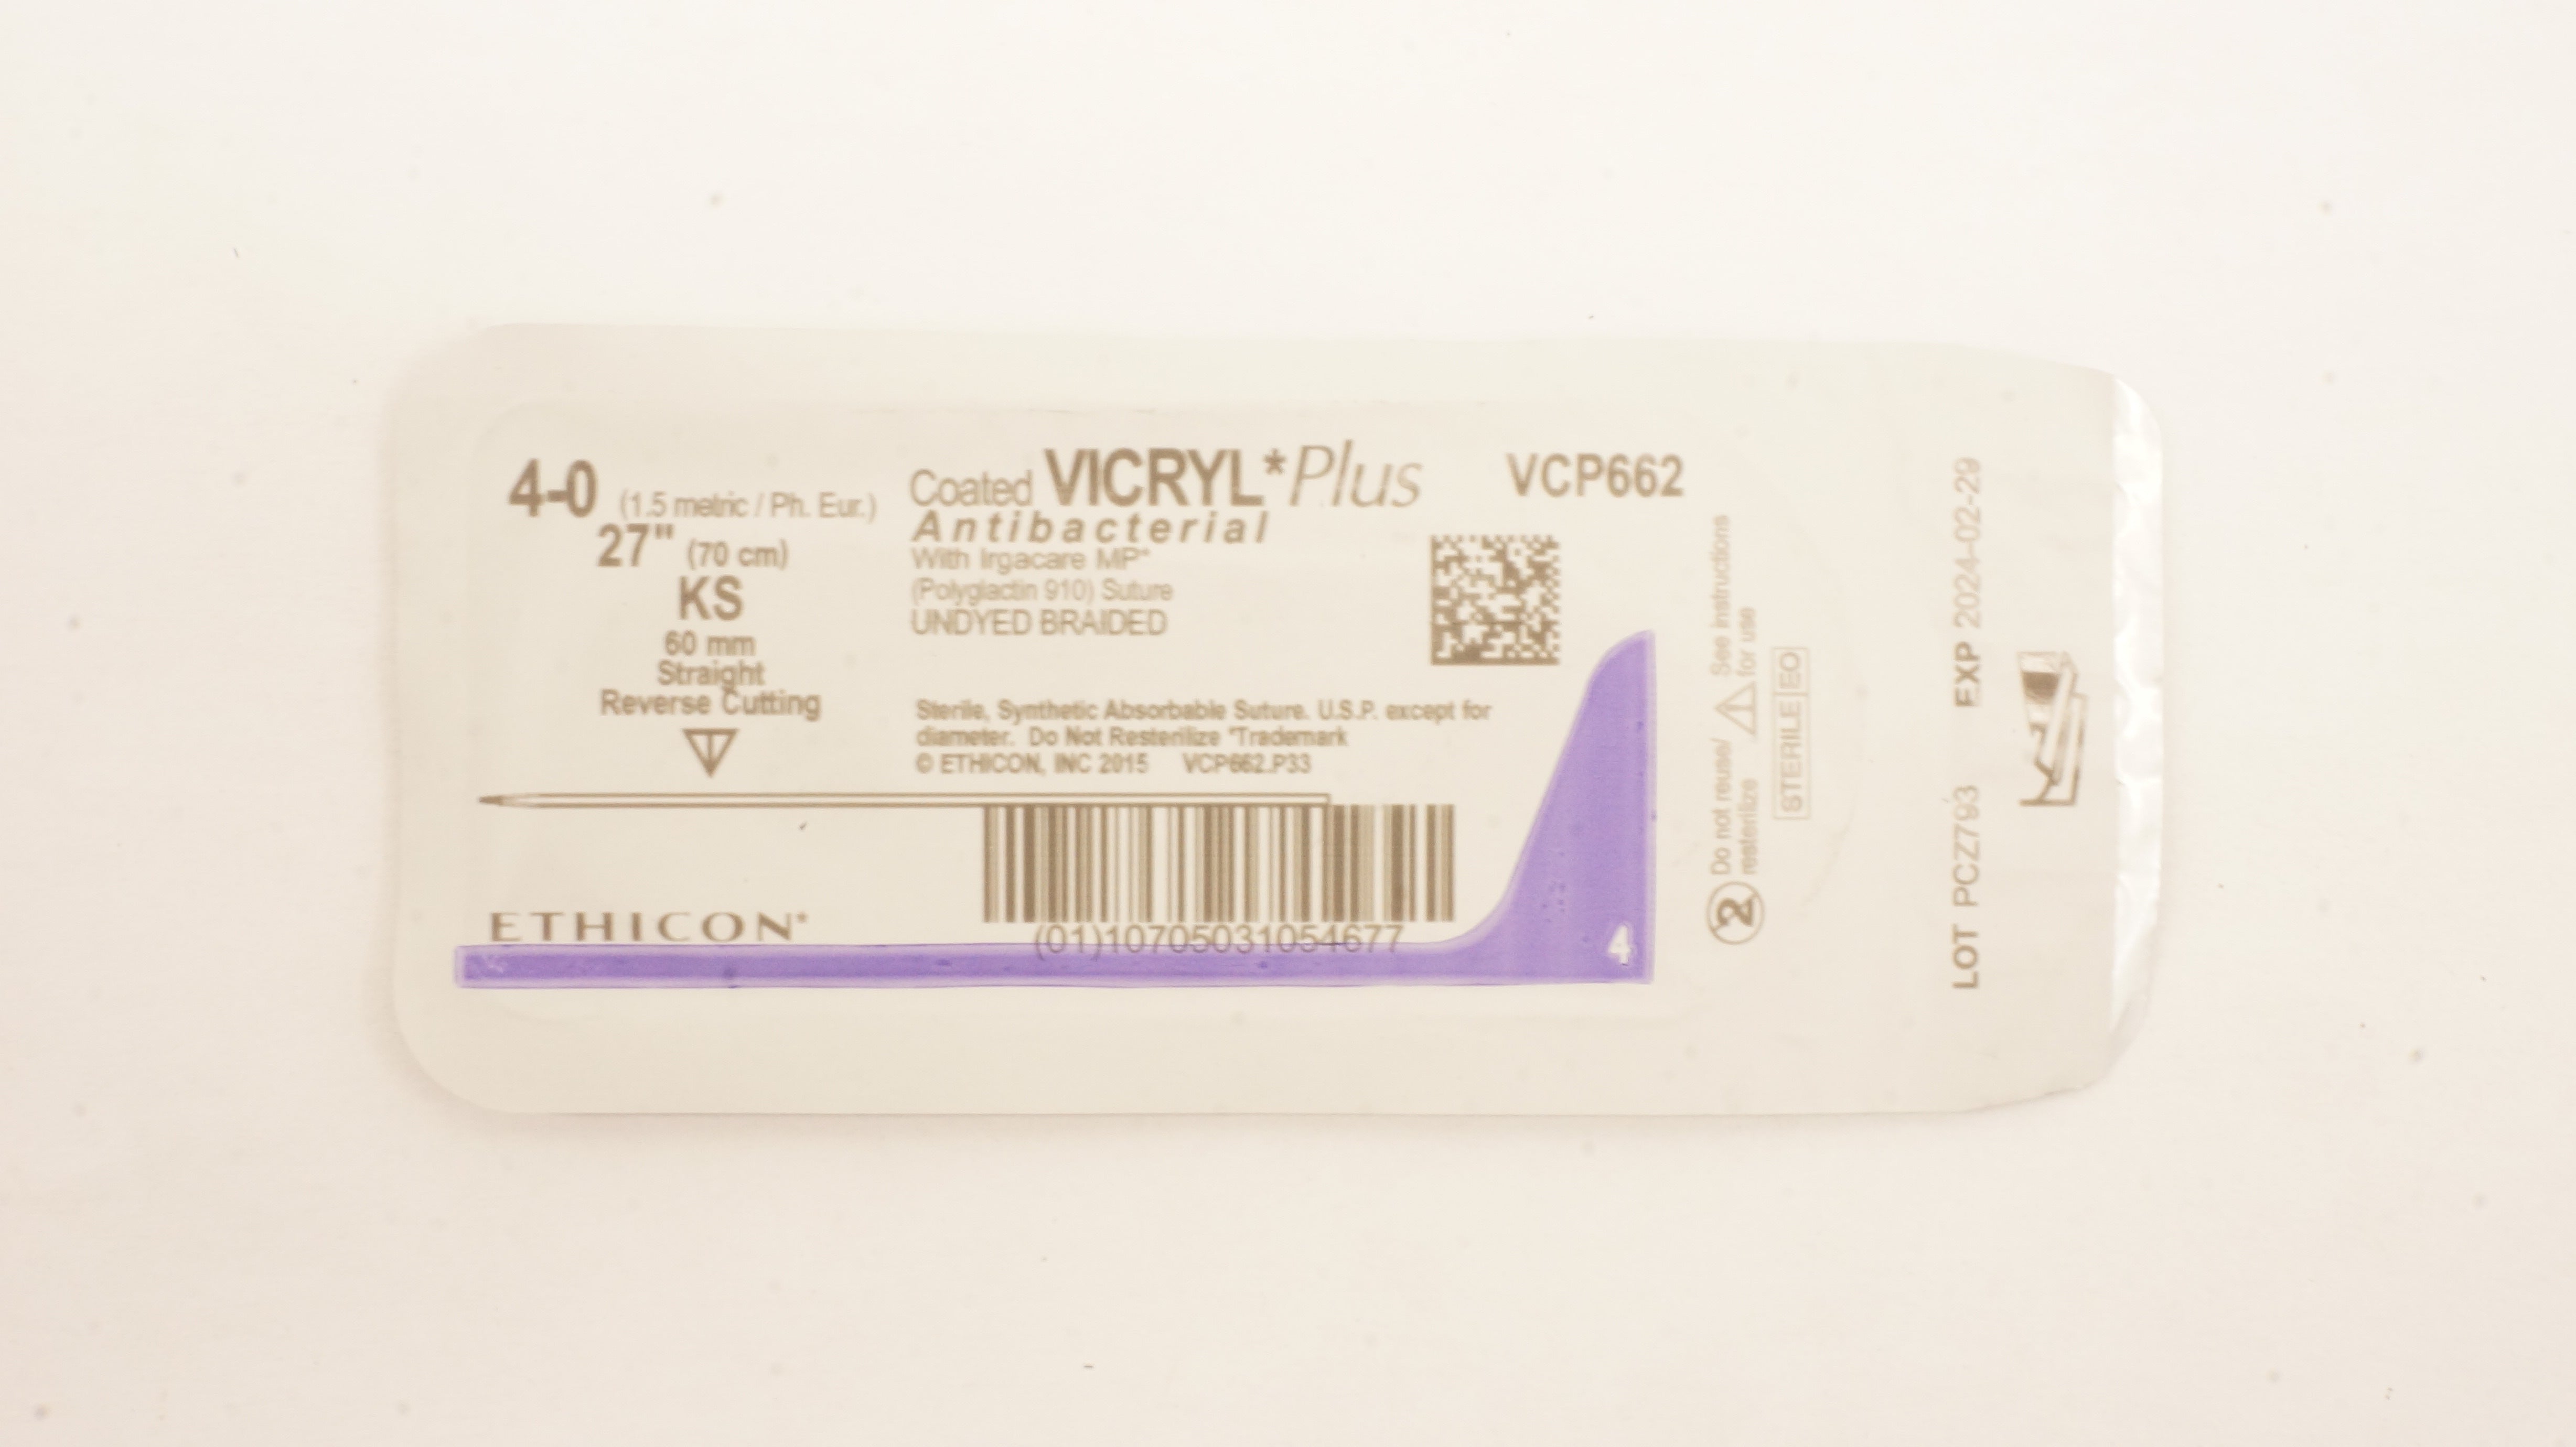 4-0 (1.5 metric / Ph. Eur.)
27" (70 cm)
KS
60 mm
Straight
Reverse Cutting
Coated VICRYL* Plus
Antibacterial
With Irgacare MP*
(Polyglactin 910) Suture
UNDYED BRAIDED
VCP662
Sterile, Synthetic Absorbable Suture. U.S.P. except for
diameter. Do Not Resterilize *Trademark
© ETHICON, INC 2015 VCP662.P33
ETHICON*
(01)10705031054677
4
2 Do not reuse/
resterilize
See instructions
for use
STERILE EO
LOT PCZ793 EXP 2024-02-29